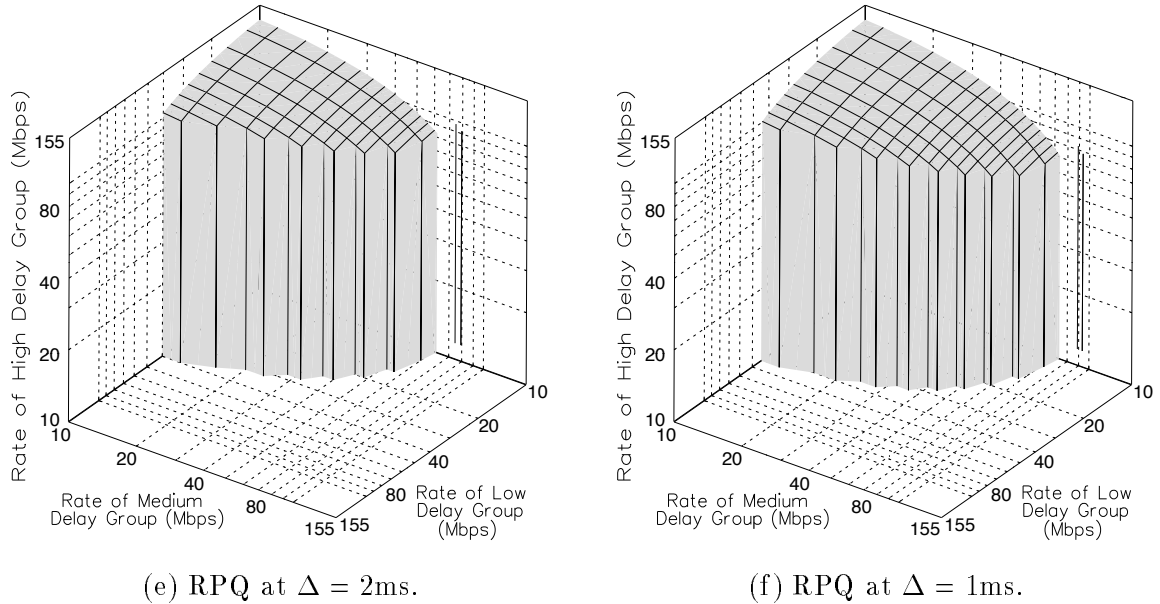 Rate of High Delay Group (Mbps)
155
80
40
20
10
10
20
40
80
155
155
80
40
20
10
Rate of Medium
Delay Group (Mbps)
Rate of Low
Delay Group
(Mbps)
(e) RPQ at Δ = 2ms.
Rate of High Delay Group (Mbps)
155
80
40
20
10
10
20
40
80
155
155
80
40
20
10
Rate of Medium
Delay Group (Mbps)
Rate of Low
Delay Group
(Mbps)
(f) RPQ at Δ = 1ms.